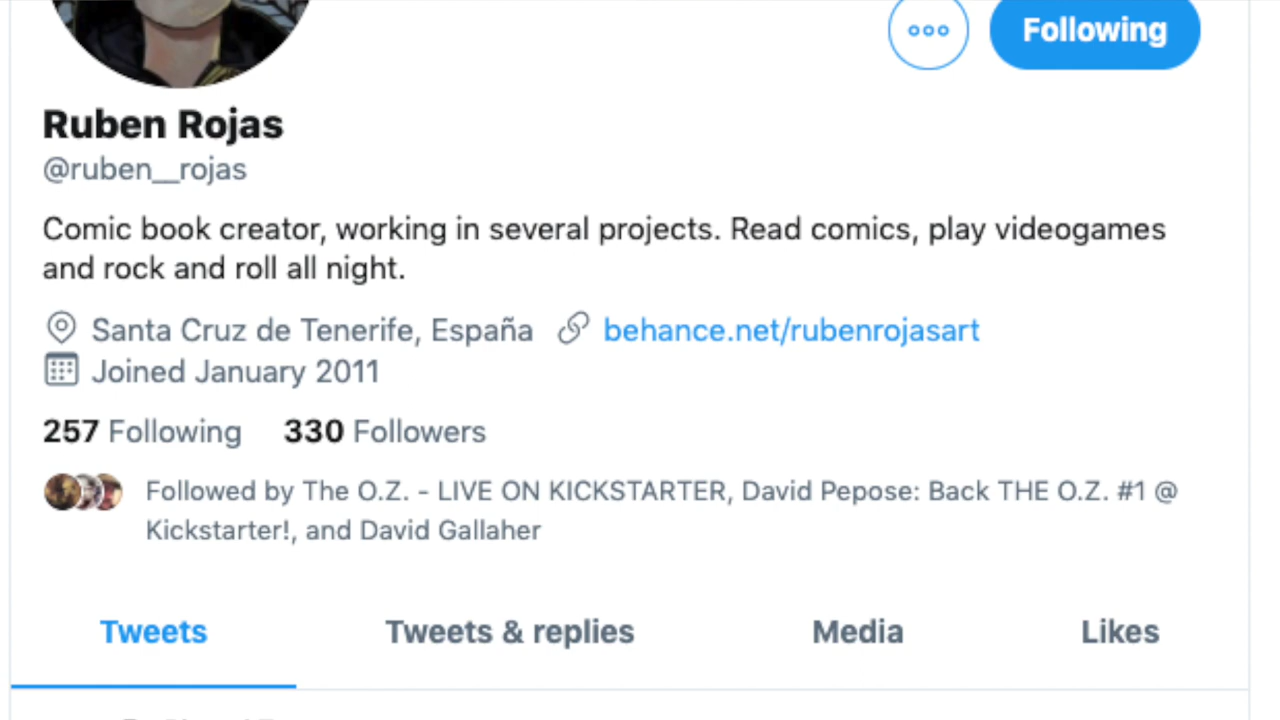 Following
Ruben Rojas
@ruben__rojas
Comic book creator, working in several projects. Read comics, play videogames
and rock and roll all night.
Santa Cruz de Tenerife, España behance.net/rubenrojasart
Joined January 2011
257 Following 330 Followers
Followed by The O.Z. - LIVE ON KICKSTARTER, David Pepose: Back THE O.Z. #1 @
Kickstarter!, and David Gallaher
Tweets Tweets & replies Media Likes